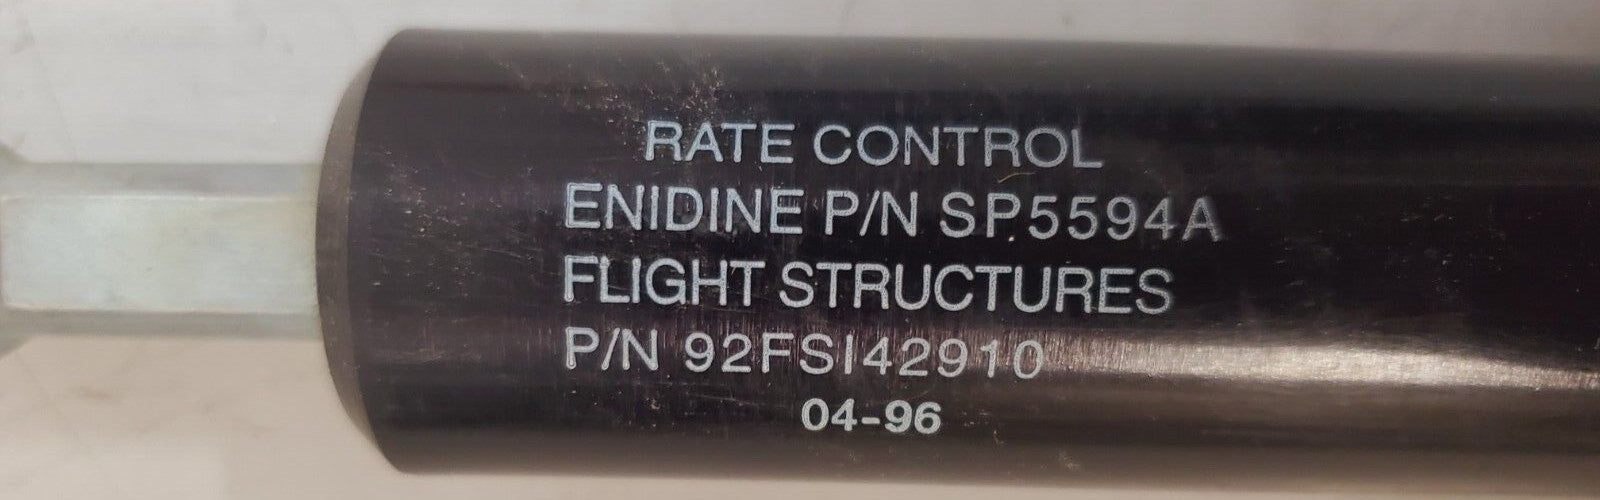 RATE CONTROL
ENIDINE P/N SP5594A
FLIGHT STRUCTURES
P/N 92FSI42910
04-96